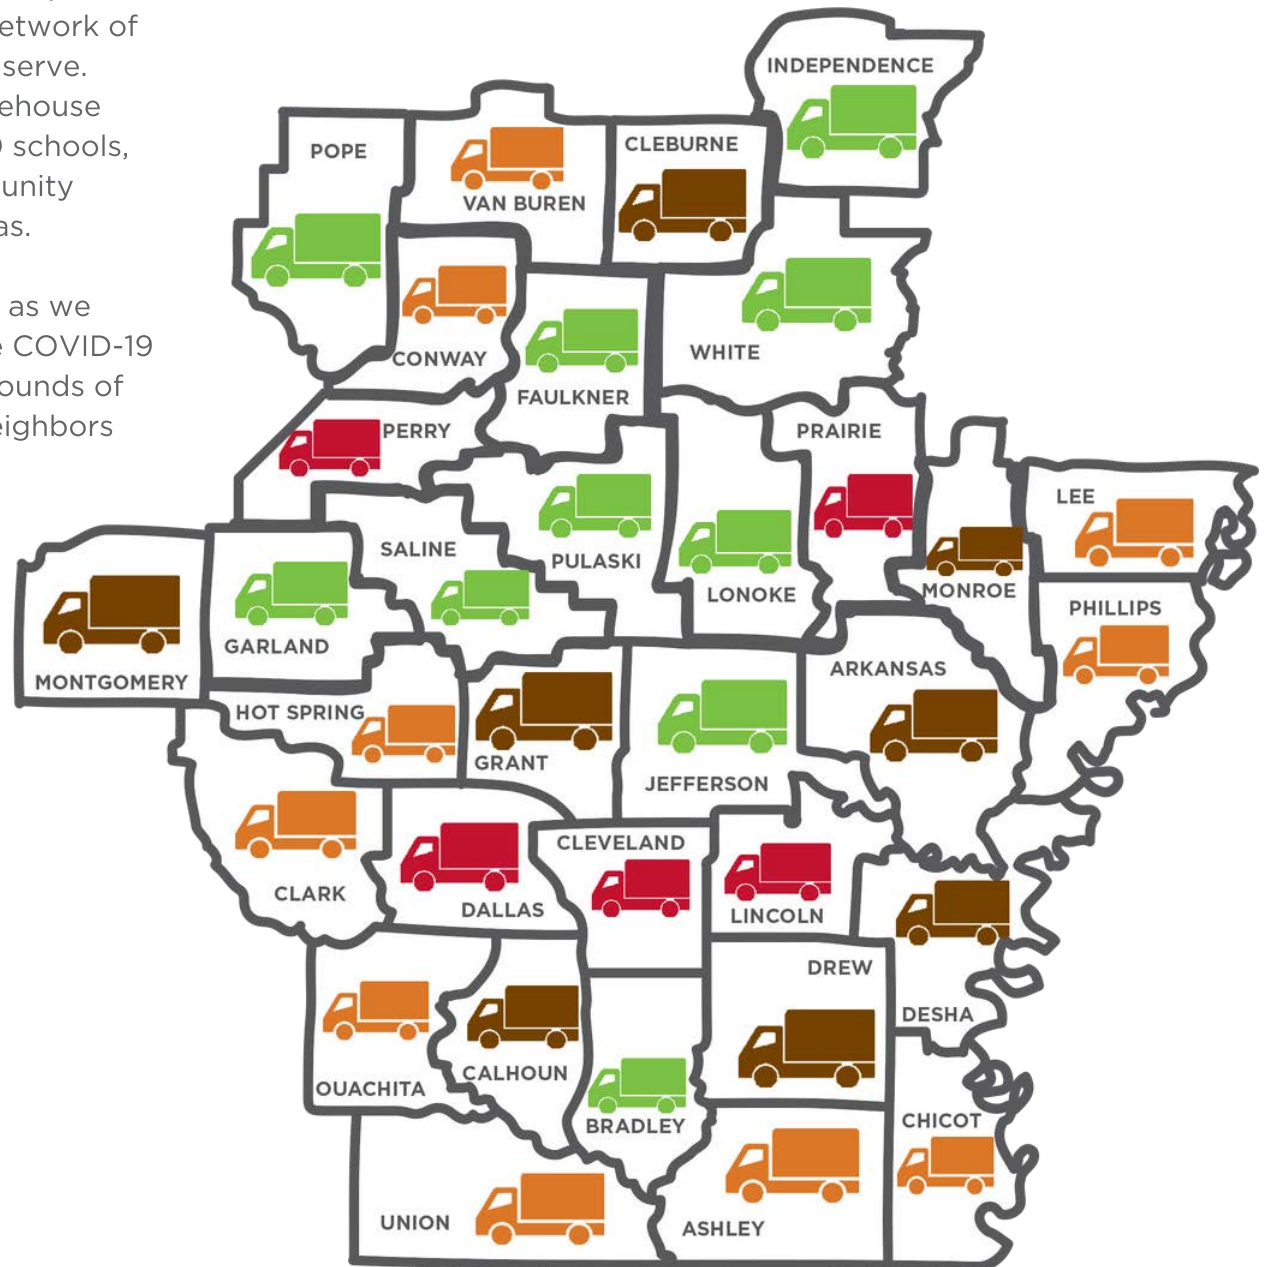 etwork of
serve.
ehouse
schools,
unity
as.
as we
COVID-19
ounds of
eighbors
INDEPENDENCE
POPE
CLEBURNE
VAN BUREN
CONWAY
WHITE
FAULKNER
PERRY
PRAIRIE
LEE
SALINE
PULASKI
LONOKE
MONROE
PHILLIPS
GARLAND
MONTGOMERY
ARKANSAS
HOT SPRING
GRANT
JEFFERSON
CLEVELAND
CLARK
DALLAS
LINCOLN
DREW
DESHA
CALHOUN
OUACHITA
BRADLEY
CHICOT
UNION
ASHLEY